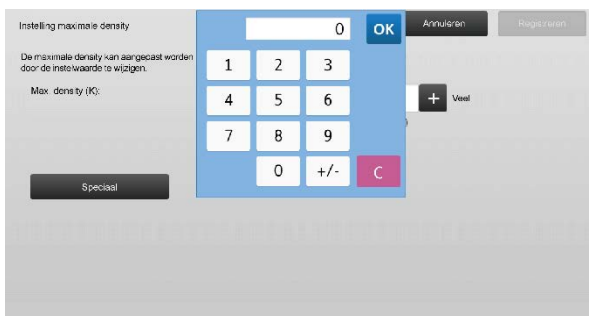 Instelling maximale density
0
OK
Annuleren
Registreren
De maximale density kan aangepast worden
door de instelwaarde te wijzigen.
1 2 3
Max. density (K):
4 5 6
+ Veel
7 8 9
0 +/- C
Speciaal